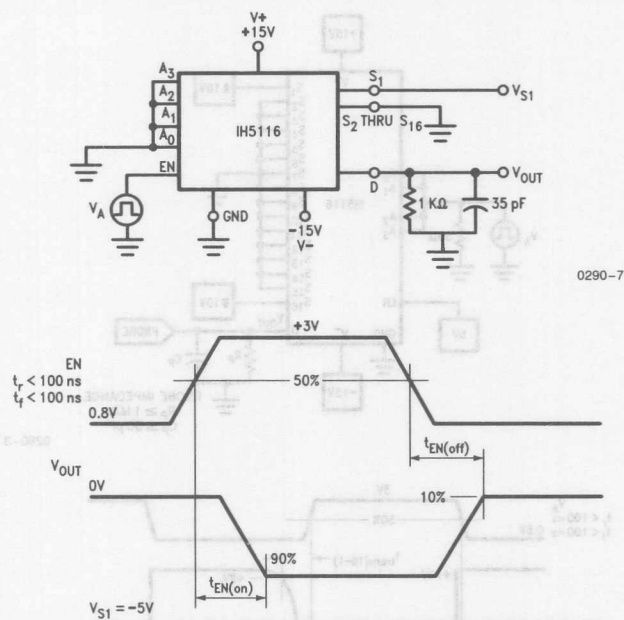 V+
+15V
A3
A2
A1
A0
EN
IH5116
S1
VS1
S2 THRU S16
D
VOUT
VA
GND
-15V
V-
1 KΩ
35 pF
0290-7
+3V
EN
tr < 100 ns
tf < 100 ns
50%
0.8V
tEN(off)
VOUT
0V
10%
90%
tEN(on)
VS1 = -5V